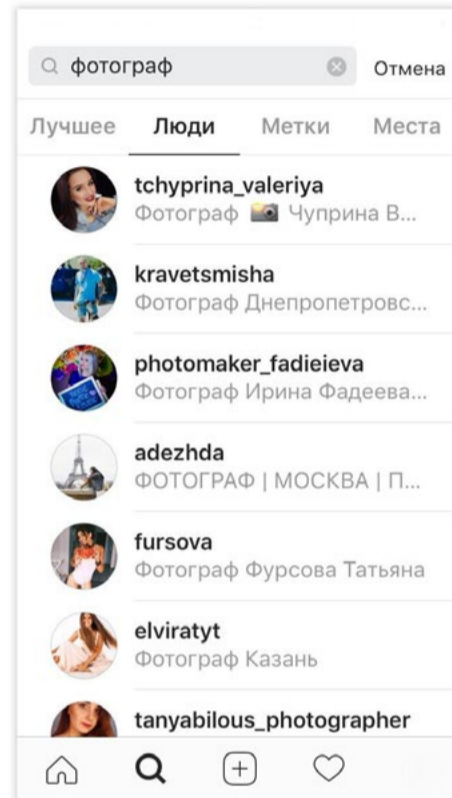 фотограф Отмена
Лучшее Люди Метки Места
tchyprina_valeriya
Фотограф 📸 Чуприна В...
kravetsmisha
Фотограф Днепропетровс...
photomaker_fadieieva
Фотограф Ирина Фадеева...
adezhda
ФОТОГРАФ | МОСКВА | П...
fursova
Фотограф Фурсова Татьяна
elviratyt
Фотограф Казань
tanyabilous_photographer